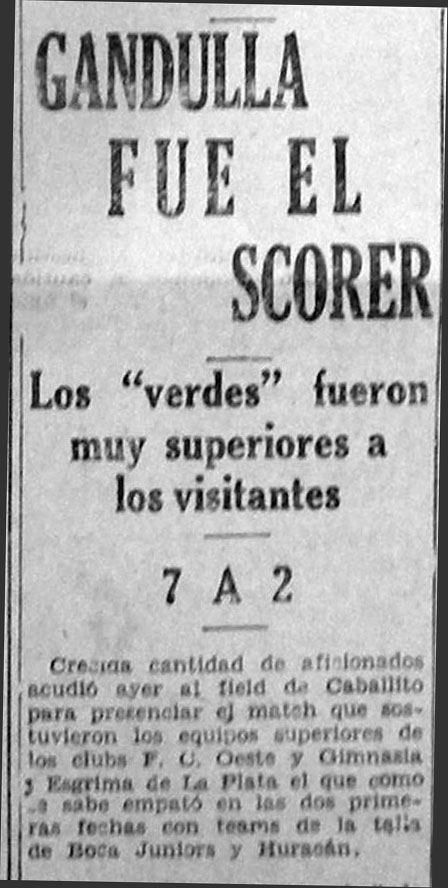 GANDULLA
FUE EL
SCORER
Los "verdes" fueron
muy superiores a
los visitantes
7 A 2
Crecida cantidad de aficionados
acudió ayer al field de Caballito
para presenciar el match que sos-
tuvieron los equipos superiores de
los clubs F. C. Oeste y Gimnasia
y Esgrima de La Plata el que como
se sabe empató en las dos prime-
ras fechas con teams de la talla
de Boca Juniors y Huracán.